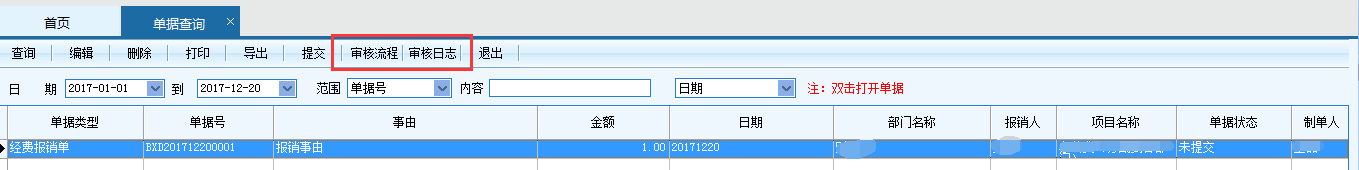 首页 单据查询 ×
查询 编辑 删除 打印 导出 提交 审核流程 审核日志 退出
日 期 2017-01-01 到 2017-12-20 范围 单据号 内容 日期 注：双击打开单据
单据类型 单据号 事由 金额 日期 部门名称 报销人 项目名称 单据状态 制单人
经费报销单 BXD201712200001 报销事由 1.00 20171220 未提交